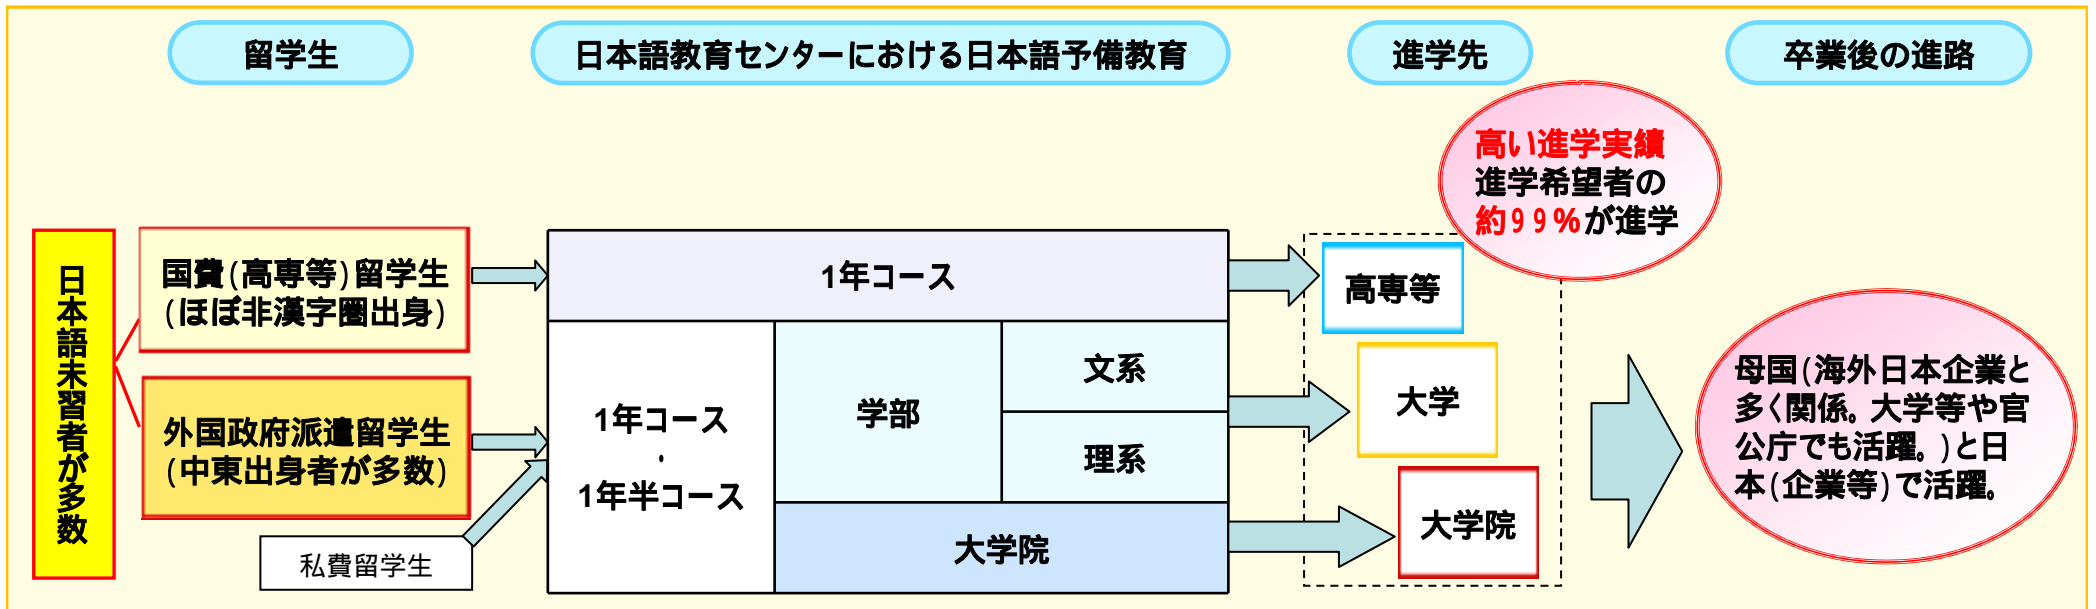 留学生
日本語教育センターにおける日本語予備教育
進学先
卒業後の進路
高い進学実績
進学希望者の
約99%が進学
日本語未習者が多数
国費(高専等)留学生
(ほぼ非漢字圏出身)
外国政府派遣留学生
(中東出身者が多数)
私費留学生
1年コース
1年コース
・
1年半コース
学部
文系
理系
大学院
高専等
大学
大学院
母国(海外日本企業と
多く関係。大学等や官
公庁でも活躍。)と日
本(企業等)で活躍。